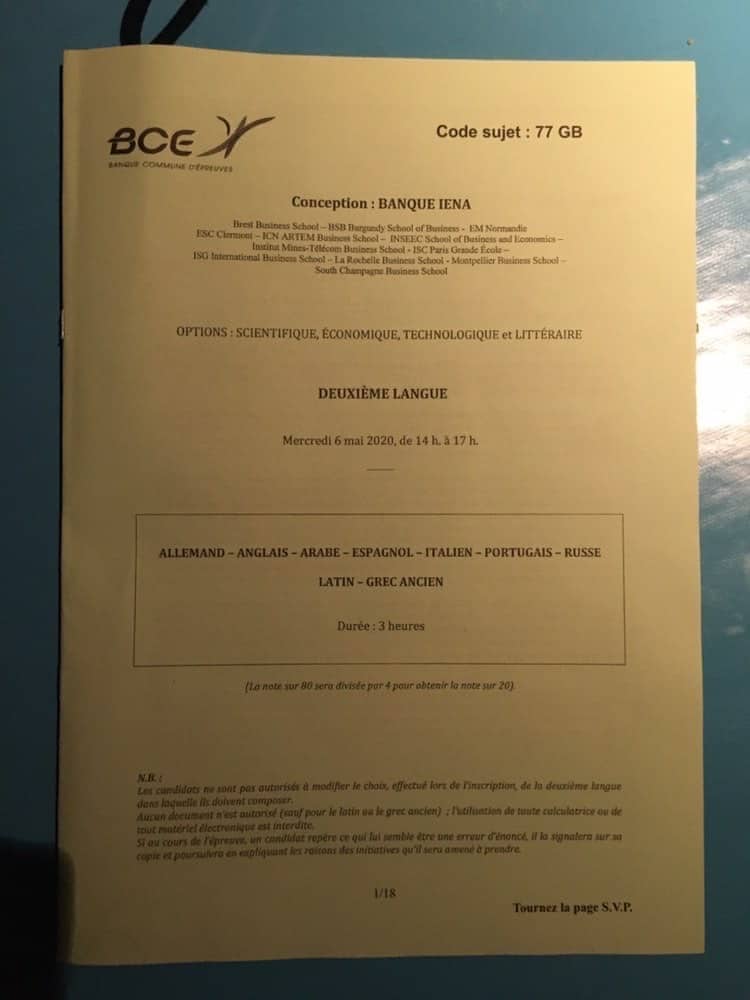 BCE
BANQUE COMMUNE D'ÉPREUVES
Code sujet : 77 GB
Conception : BANQUE IENA
Brest Business School – BSB Burgundy School of Business - EM Normandie
ESC Clermont – ICN ARTEM Business School – INSEEC School of Business and Economics –
Institut Mines-Télécom Business School - ISC Paris Grande École –
ISG International Business School – La Rochelle Business School - Montpellier Business School –
South Champagne Business School
OPTIONS : SCIENTIFIQUE, ÉCONOMIQUE, TECHNOLOGIQUE et LITTÉRAIRE
DEUXIÈME LANGUE
Mercredi 6 mai 2020, de 14 h. à 17 h.
ALLEMAND – ANGLAIS – ARABE – ESPAGNOL – ITALIEN – PORTUGAIS – RUSSE
LATIN – GREC ANCIEN
Durée : 3 heures
(La note sur 80 sera divisée par 4 pour obtenir la note sur 20).
N.B. :
Les candidats ne sont pas autorisés à modifier le choix, effectué lors de l'inscription, de la deuxième langue
dans laquelle ils doivent composer.
Aucun document n'est autorisé (sauf pour le latin ou le grec ancien) ; l'utilisation de toute calculatrice ou de
tout matériel électronique est interdite.
Si au cours de l'épreuve, un candidat repère ce qui lui semble être une erreur d'énoncé, il la signalera sur sa
copie et poursuivra en expliquant les raisons des initiatives qu'il sera amené à prendre.
1/18
Tournez la page S.V.P.